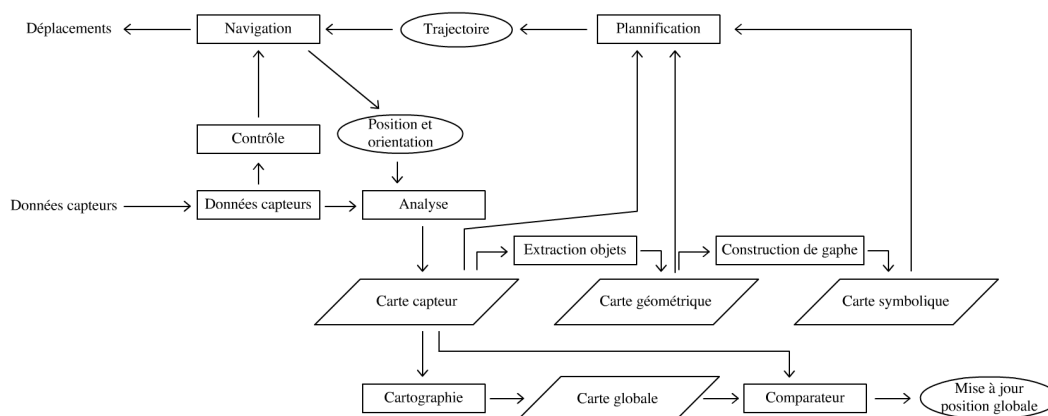 Déplacements
Navigation
Trajectoire
Plannification
Contrôle
Position et
orientation
Données capteurs
Données capteurs
Analyse
Extraction objets
Construction de gaphe
Carte capteur
Carte géométrique
Carte symbolique
Cartographie
Carte globale
Comparateur
Mise à jour
position globale